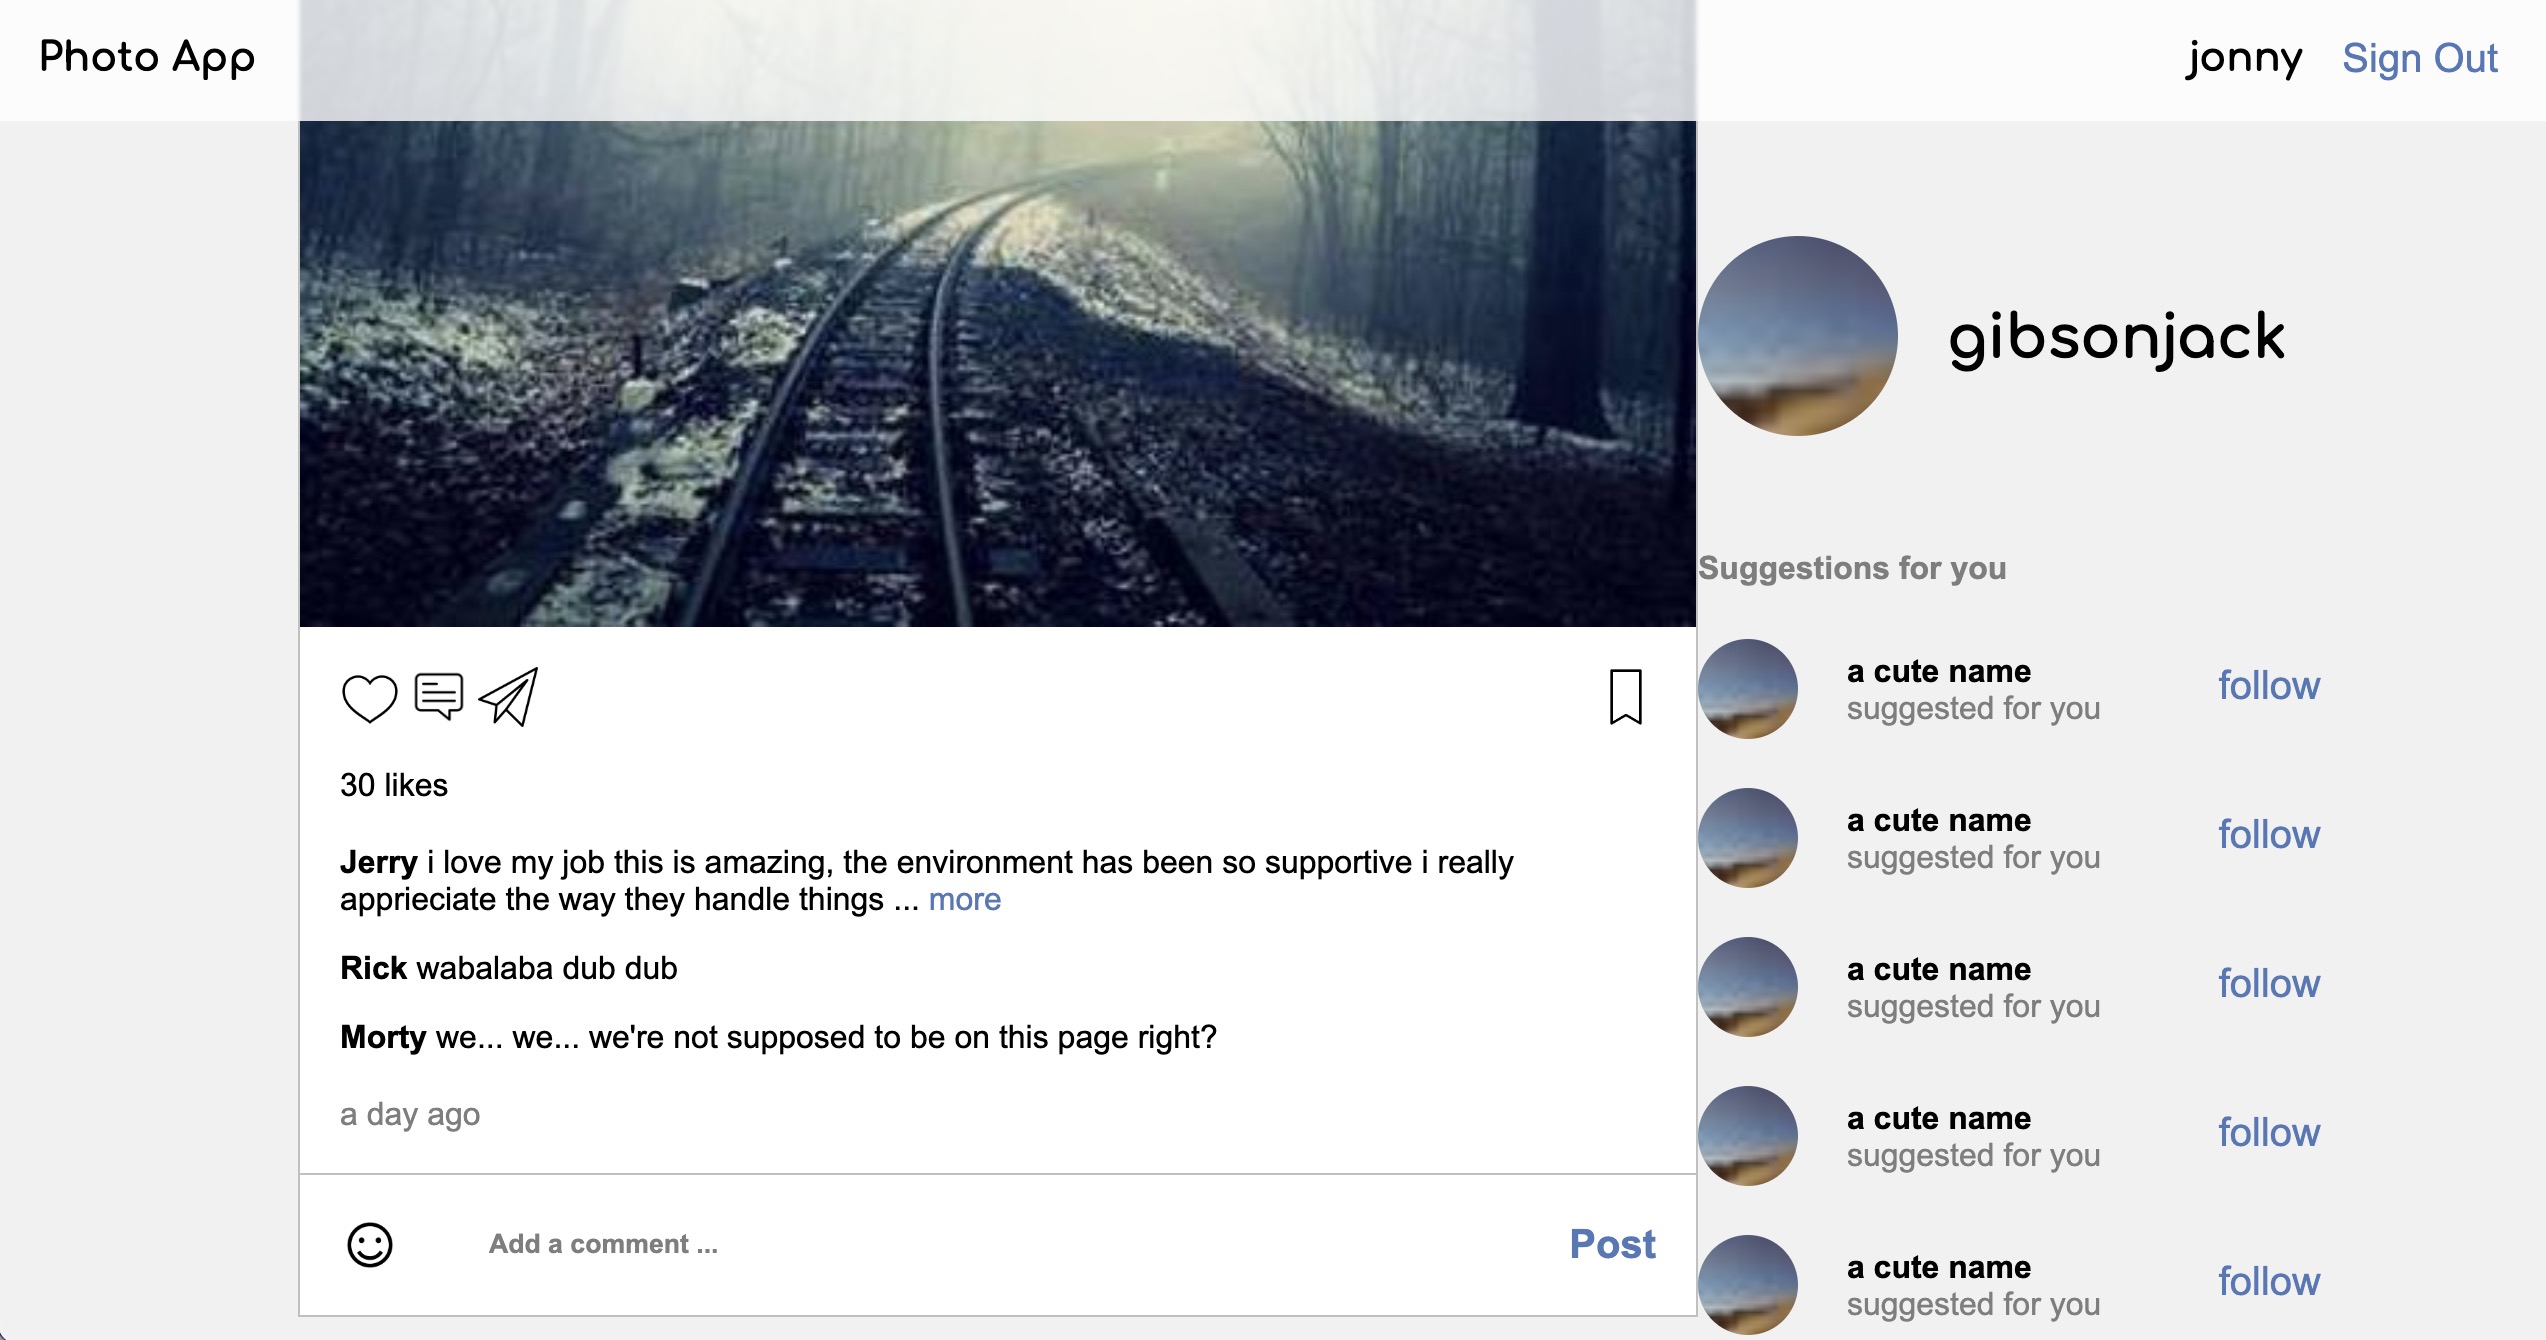 Photo App
jonny
Sign Out
30 likes
Jerry i love my job this is amazing, the environment has been so supportive i really
apprieciate the way they handle things ... more
Rick wabalaba dub dub
Morty we... we... we're not supposed to be on this page right?
a day ago
Add a comment ...
Post
gibsonjack
Suggestions for you
a cute name
suggested for you
follow
a cute name
suggested for you
follow
a cute name
suggested for you
follow
a cute name
suggested for you
follow
a cute name
suggested for you
follow